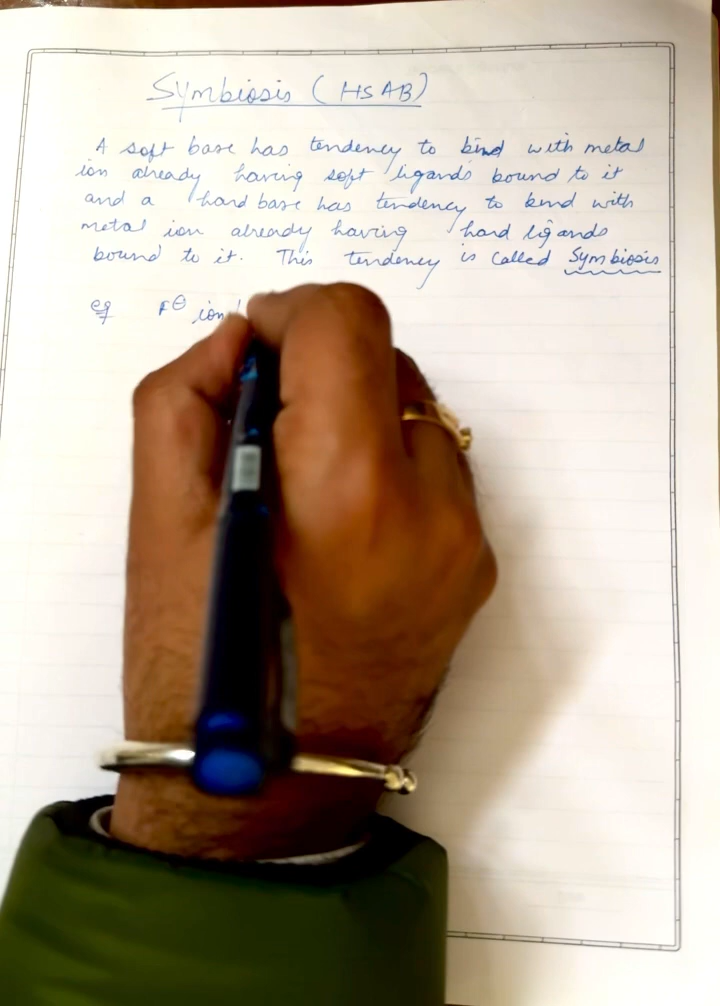 Symbiosis (HSAB)
A soft base has tendency to bind with metal
ion already having soft ligands bound to it
and a hard base has tendency to bind with
metal ion already having hard ligands
bound to it. This tendency is called Symbiosis
eg F⊖ ion